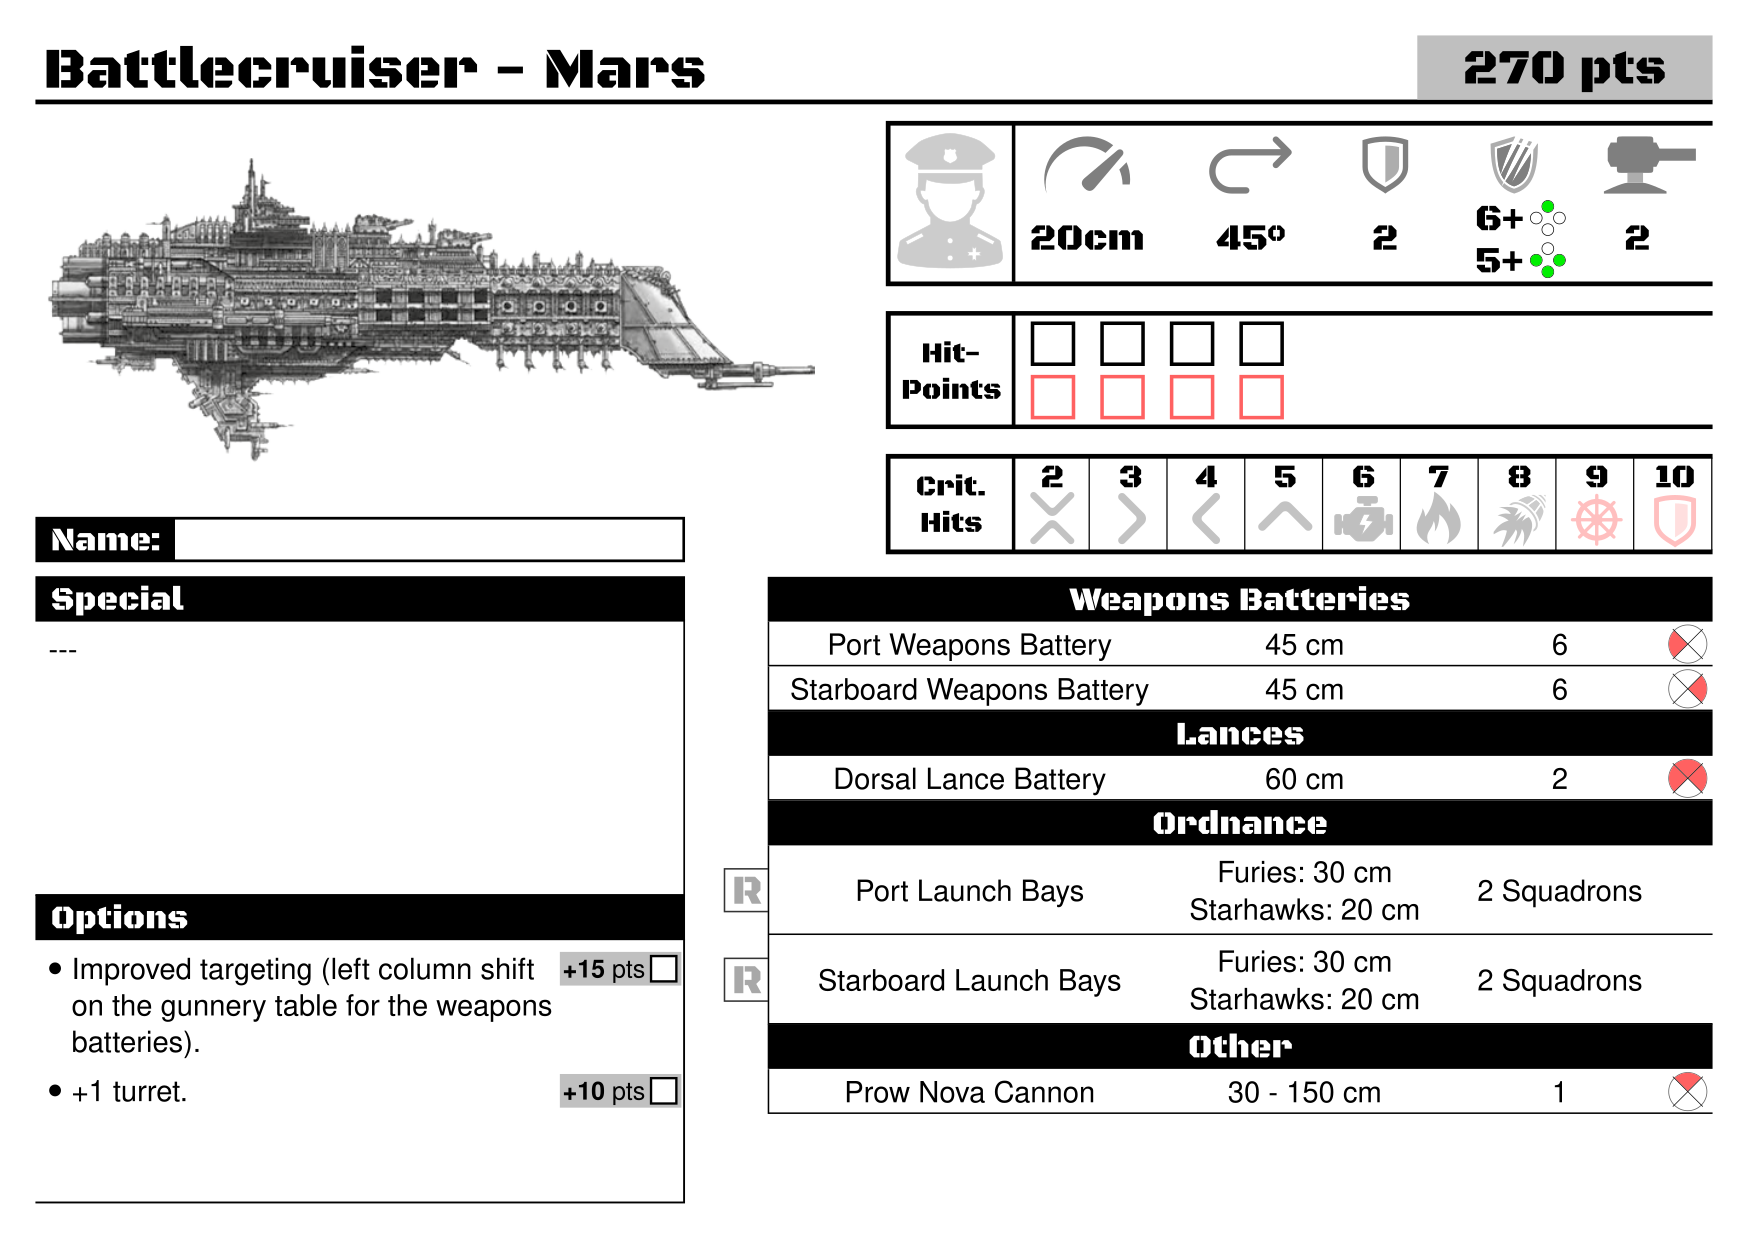 Battlecruiser - Mars
270 pts
20cm 45º 2 6+ 5+ 2
Hit-
Points
Crit.
Hits
2 3 4 5 6 7 8 9 10
Name:
Special
---
Options
• Improved targeting (left column shift +15 pts
on the gunnery table for the weapons
batteries).
• +1 turret. +10 pts
Weapons Batteries
Port Weapons Battery 45 cm 6
Starboard Weapons Battery 45 cm 6
Lances
Dorsal Lance Battery 60 cm 2
Ordnance
R Port Launch Bays Furies: 30 cm 2 Squadrons
Starhawks: 20 cm
R Starboard Launch Bays Furies: 30 cm 2 Squadrons
Starhawks: 20 cm
Other
Prow Nova Cannon 30 - 150 cm 1